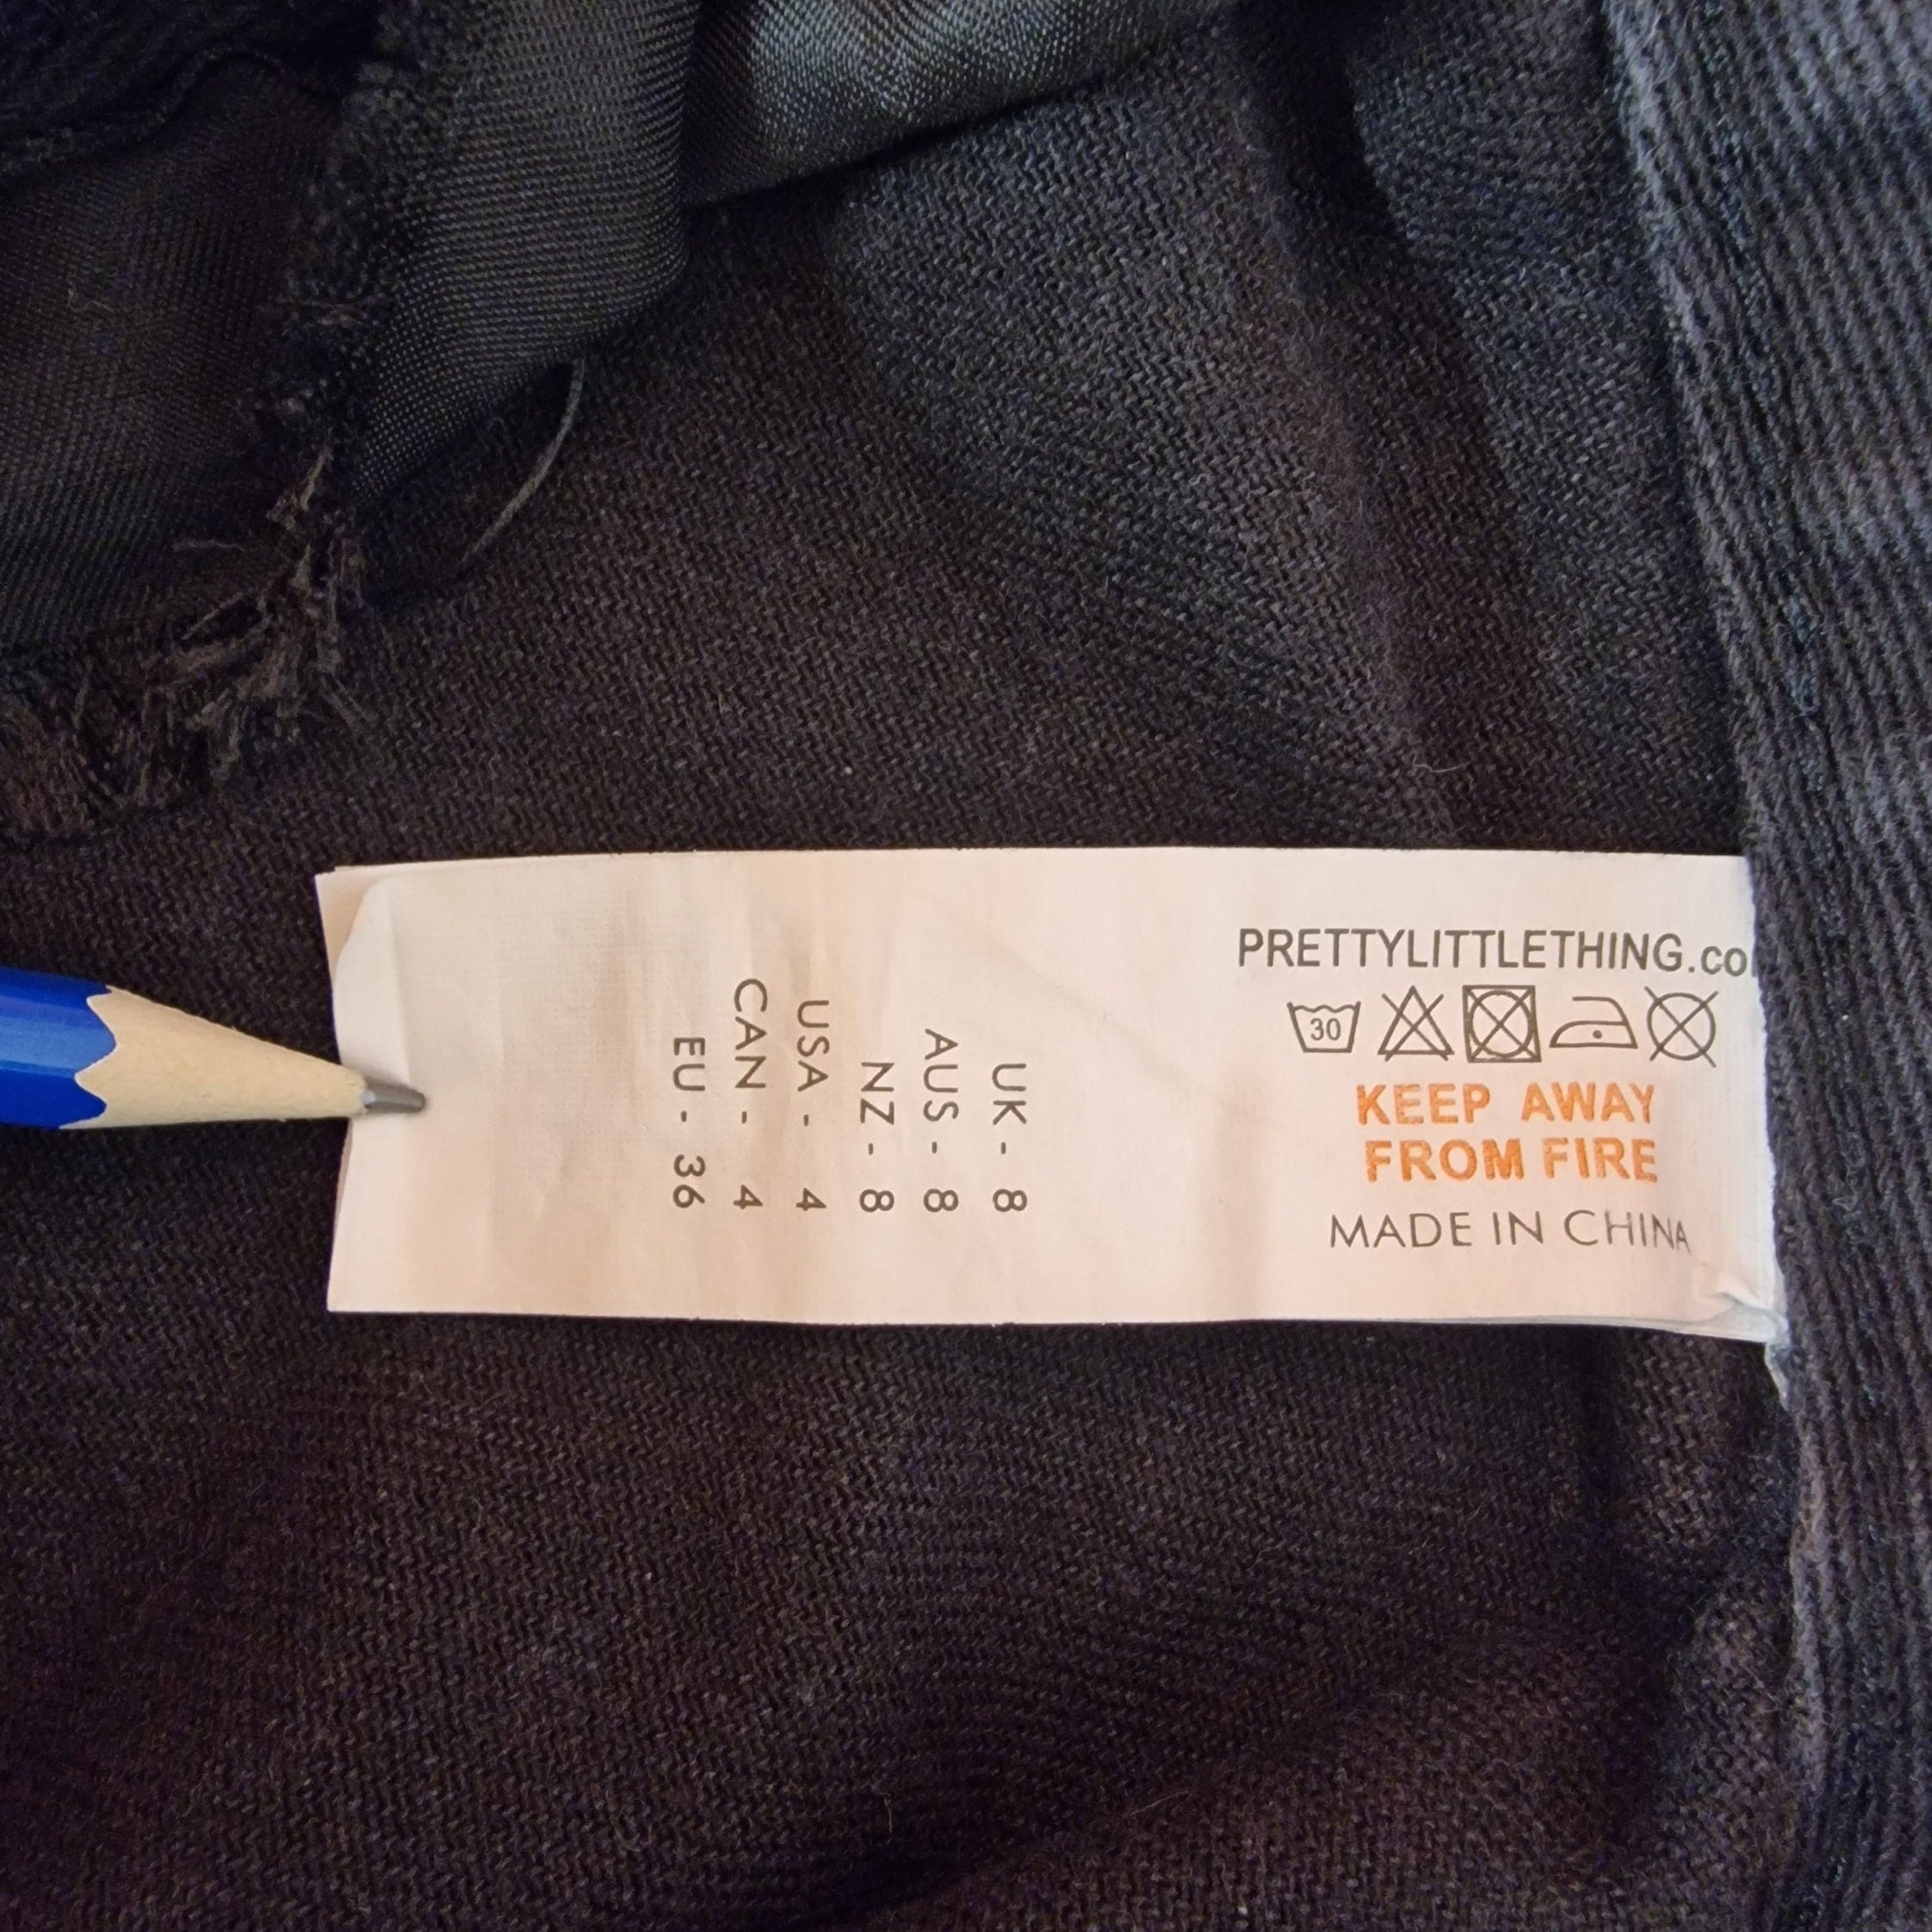 PRETTYLITTLETHING.co
30
KEEP AWAY
FROM FIRE
MADE IN CHINA
UK - 8
AUS - 8
NZ - 8
USA - 4
CAN - 4
EU - 36